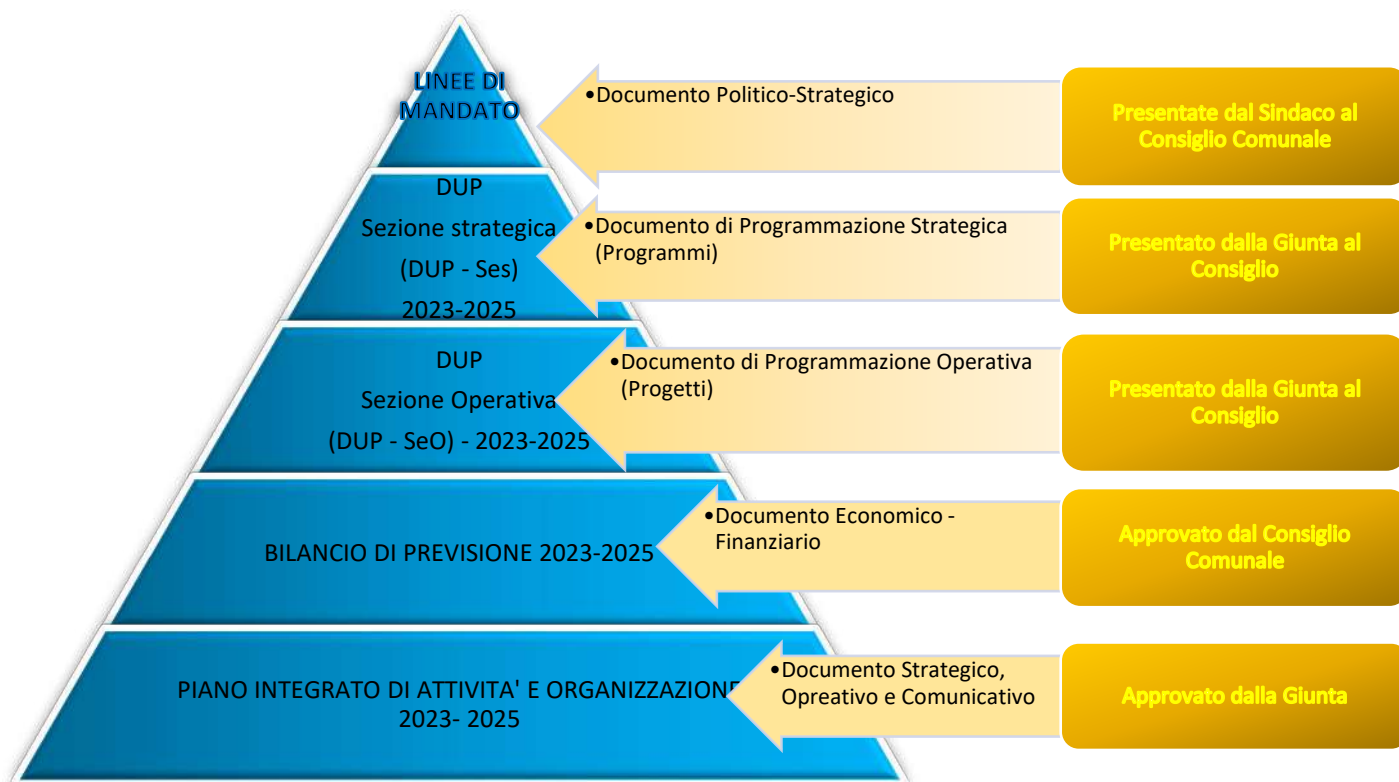 LINEE DI
MANDATO
•Documento Politico-Strategico
Presentate dal Sindaco al
Consiglio Comunale
DUP
Sezione strategica
(DUP - Ses)
2023-2025
•Documento di Programmazione Strategica
(Programmi)
Presentato dalla Giunta al
Consiglio
DUP
Sezione Operativa
(DUP - SeO) - 2023-2025
•Documento di Programmazione Operativa
(Progetti)
Presentato dalla Giunta al
Consiglio
BILANCIO DI PREVISIONE 2023-2025
•Documento Economico -
Finanziario
Approvato dal Consiglio
Comunale
PIANO INTEGRATO DI ATTIVITA' E ORGANIZZAZIONE
2023- 2025
•Documento Strategico,
Opreativo e Comunicativo
Approvato dalla Giunta